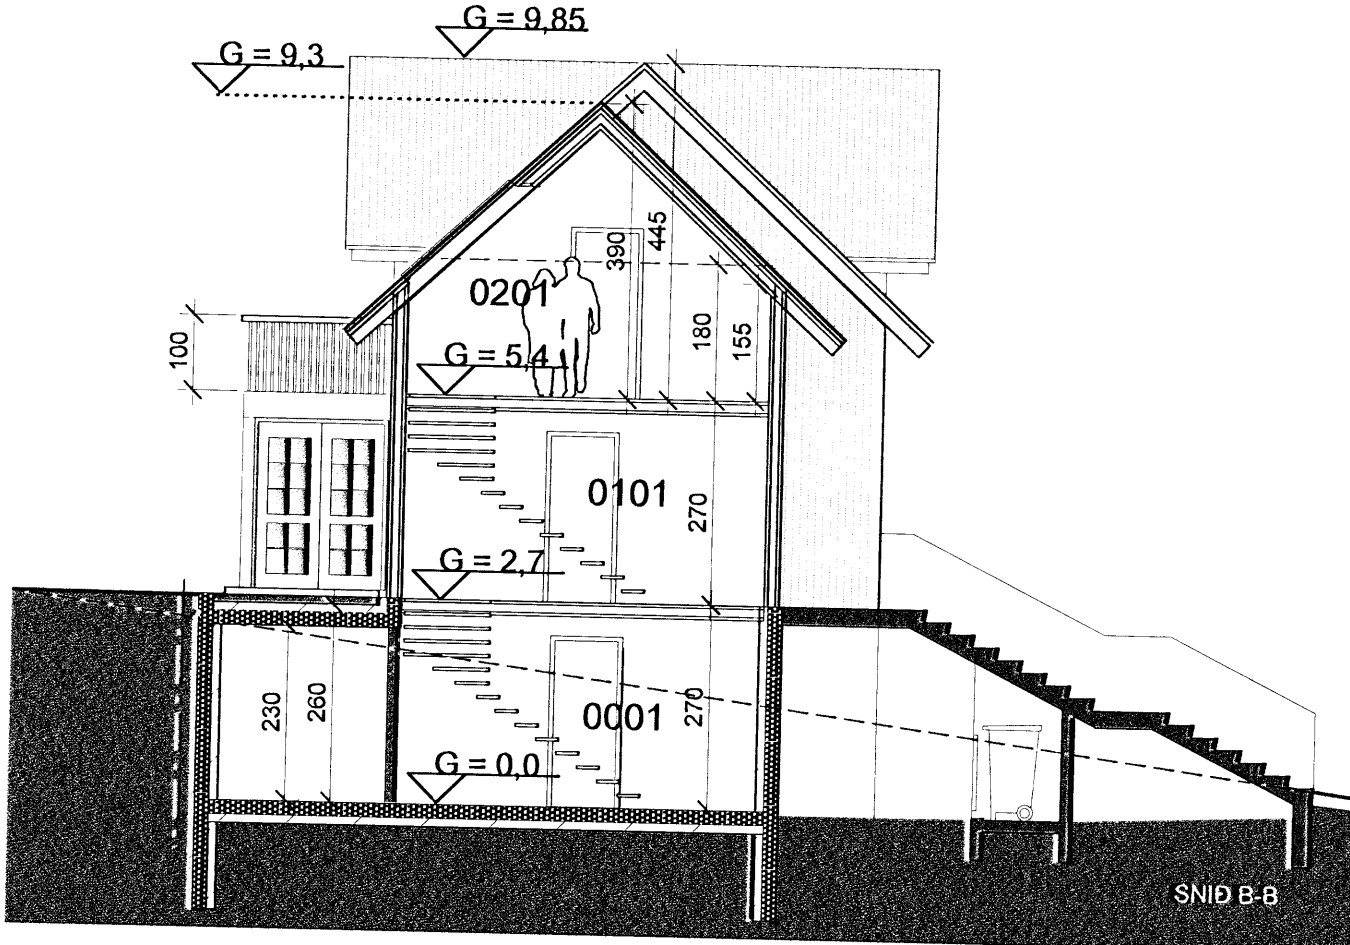 G = 9,85
G = 9,3
445
390
0201
180
155
100
G = 5,4
0101
270
G = 2,7
230
260
0001
270
G = 0,0
SNIÐ B-B